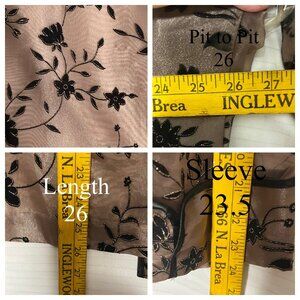 Pit to Pit
26
24 25 26 27
Brea INGLEW
Length
26
N. La Brea INGLEWOO
Sleeve
23.5
N. La Brea